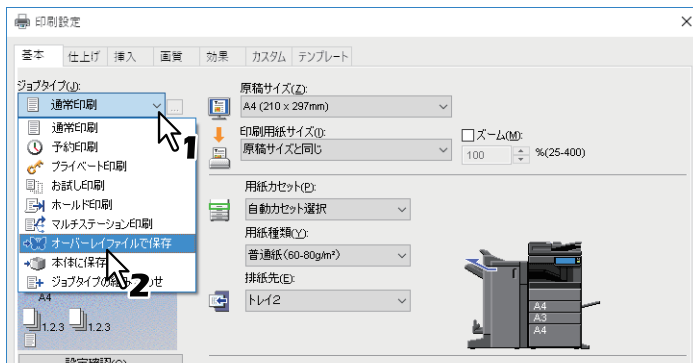 印刷設定
基本 仕上げ 挿入 画質 効果 カスタム テンプレート
ジョブタイプ(J):
通常印刷
...
1
通常印刷
予約印刷
プライベート印刷
お試し印刷
ホールド印刷
マルチステーション印刷
オーバーレイファイルで保存
本体に保存
2
ジョブタイプの
せ
A4
1.2.3 1.2.3
原稿サイズ(Z):
A4 (210 x 297mm)
印刷用紙サイズ(I):
原稿サイズと同じ
ズーム(M):
100 %(25-400)
用紙カセット(P):
自動カセット選択
用紙種類(Y):
普通紙(60-80g/m²)
排紙先(E):
トレイ2
A4
A3
A4